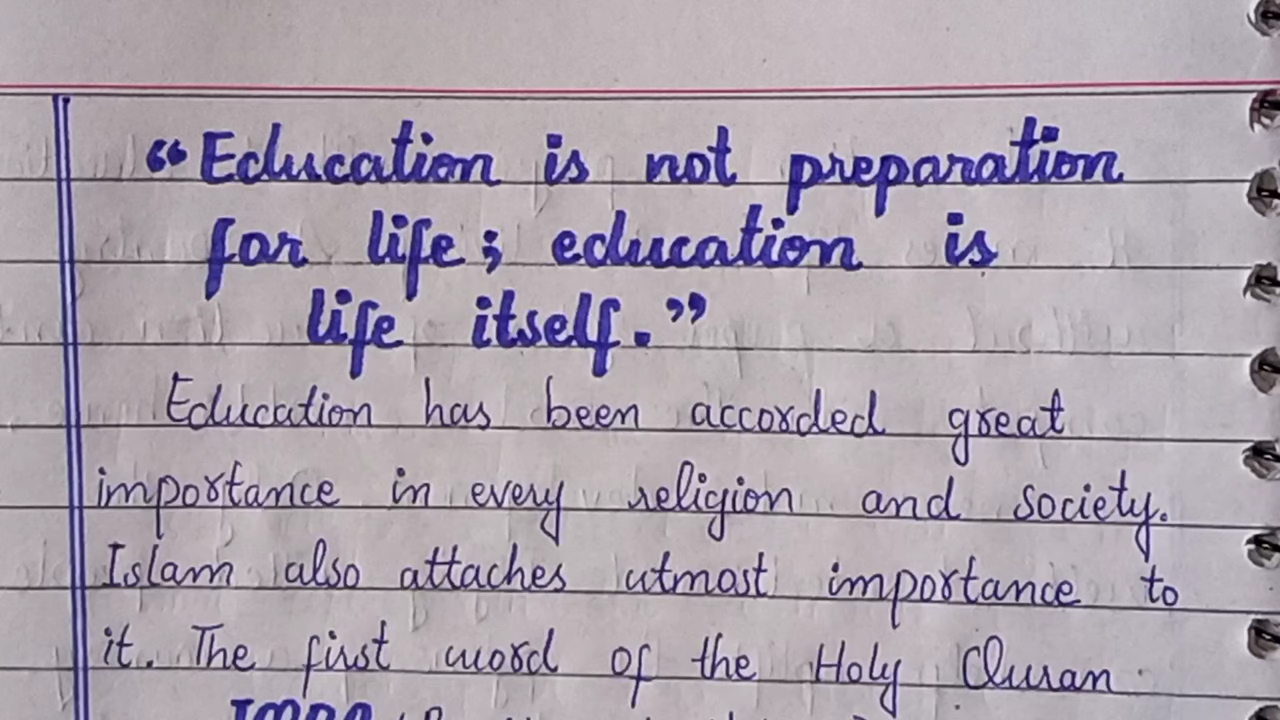 “Education is not preparation
for life; education is
life itself.”
Education has been accorded great
importance in every religion and society.
Islam also attaches utmost importance to
it. The first word of the Holy Quran